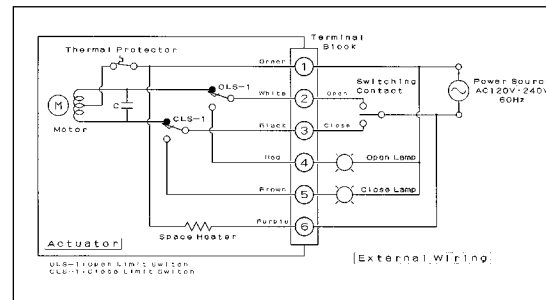 Terminal
Block
Thermal Protector
Green
1
Power Source
AC120V-240V
60Hz
Switching
Contact
OLS-1
White
2
Open
M
Motor
C
CLS-1
Black
3
Close
Red
4
Open Lamp
Brown
5
Close Lamp
Purple
6
Space Heater
Actuator
External Wiring
OLS-1:Open Limit Switch
CLS-1:Close Limit Switch